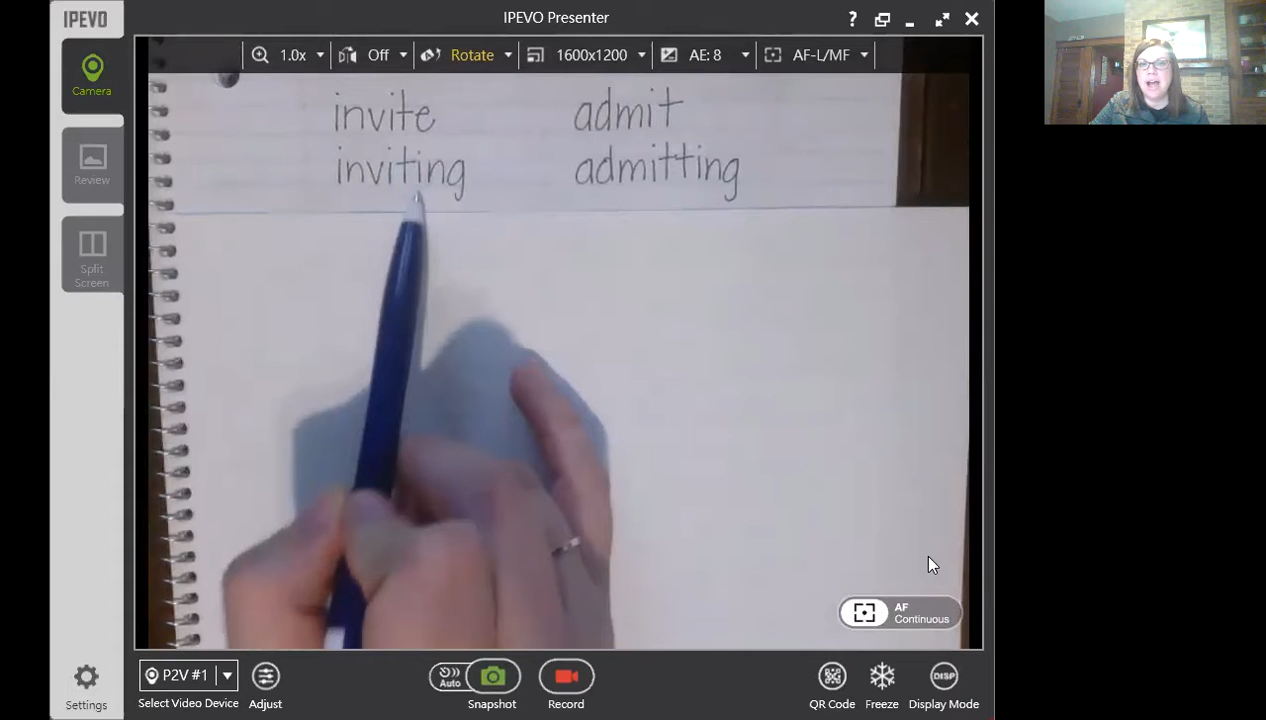 IPEVO
IPEVO Presenter
?
1.0x Off Rotate 1600x1200 AE: 8 AF-L/MF
Camera
Review
Split
Screen
Settings
invite admit
inviting admitting
AF
Continuous
P2V #1
Select Video Device
Adjust
Auto
Snapshot
Record
QR Code
Freeze
DISP
Display Mode